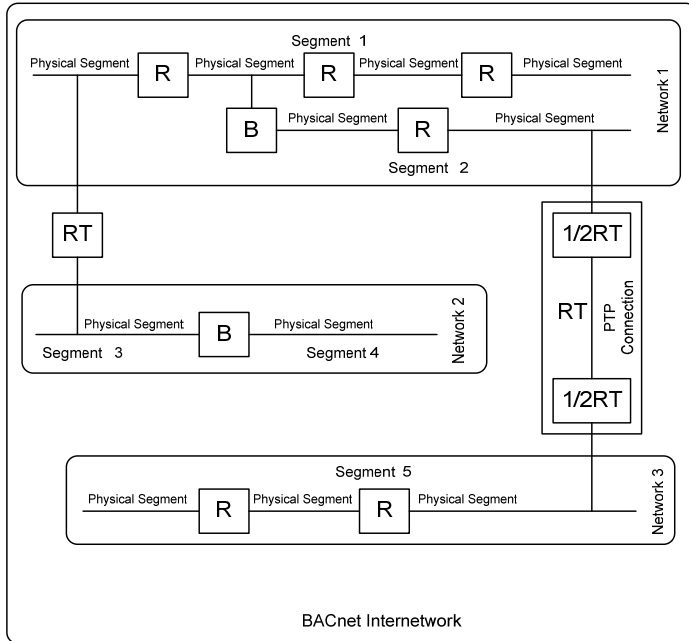 Segment 1
Physical Segment R Physical Segment R Physical Segment R Physical Segment
B Physical Segment R Physical Segment
Segment 2
Network 1
RT
1/2RT
RT
PTP
Connection
1/2RT
Physical Segment B Physical Segment
Segment 3 Segment 4
Network 2
Segment 5
Physical Segment R Physical Segment R Physical Segment
Network 3
BACnet Internetwork